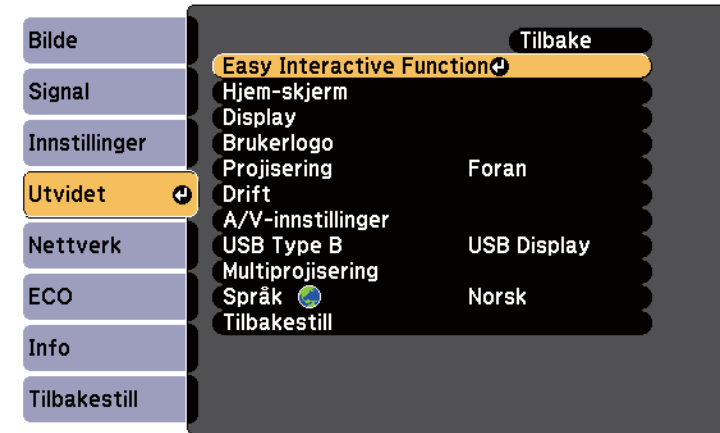 Bilde
Signal
Innstillinger
Utvidet
Nettverk
ECO
Info
Tilbakestill
Tilbake
Easy Interactive Function
Hjem-skjerm
Display
Brukerlogo
Projisering Foran
Drift
A/V-innstillinger
USB Type B USB Display
Multiprojisering
Språk Norsk
Tilbakestill